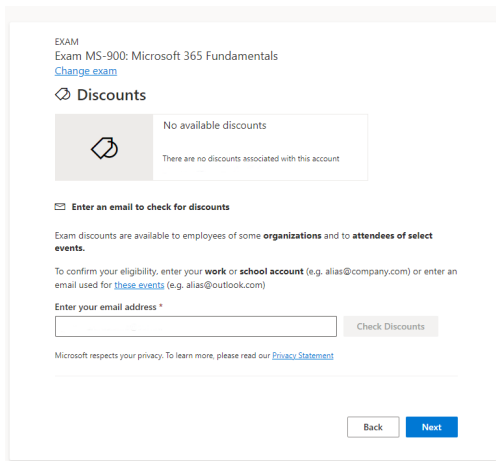 EXAM
Exam MS-900: Microsoft 365 Fundamentals
Change exam
Discounts
No available discounts
There are no discounts associated with this account
Enter an email to check for discounts
Exam discounts are available to employees of some organizations and to attendees of select
events.
To confirm your eligibility, enter your work or school account (e.g. alias@company.com) or enter an
email used for these events (e.g. alias@outlook.com)
Enter your email address *
Check Discounts
Microsoft respects your privacy. To learn more, please read our Privacy Statement
Back
Next